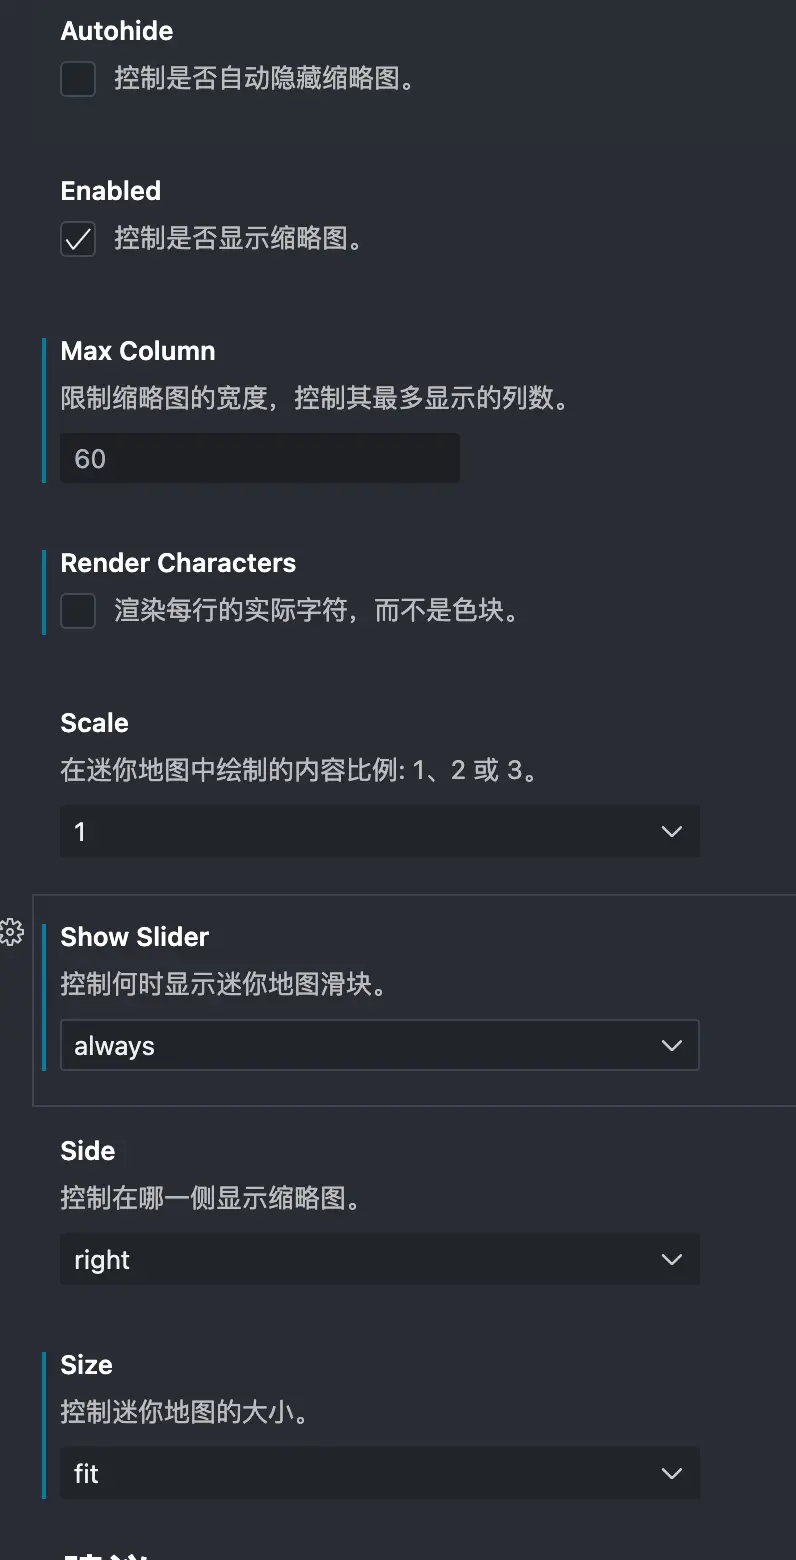 Autohide
控制是否自动隐藏缩略图。
Enabled
控制是否显示缩略图。
Max Column
限制缩略图的宽度，控制其最多显示的列数。
60
Render Characters
渲染每行的实际字符，而不是色块。
Scale
在迷你地图中绘制的内容比例: 1、2 或 3。
1
Show Slider
控制何时显示迷你地图滑块。
always
Side
控制在哪一侧显示缩略图。
right
Size
控制迷你地图的大小。
fit